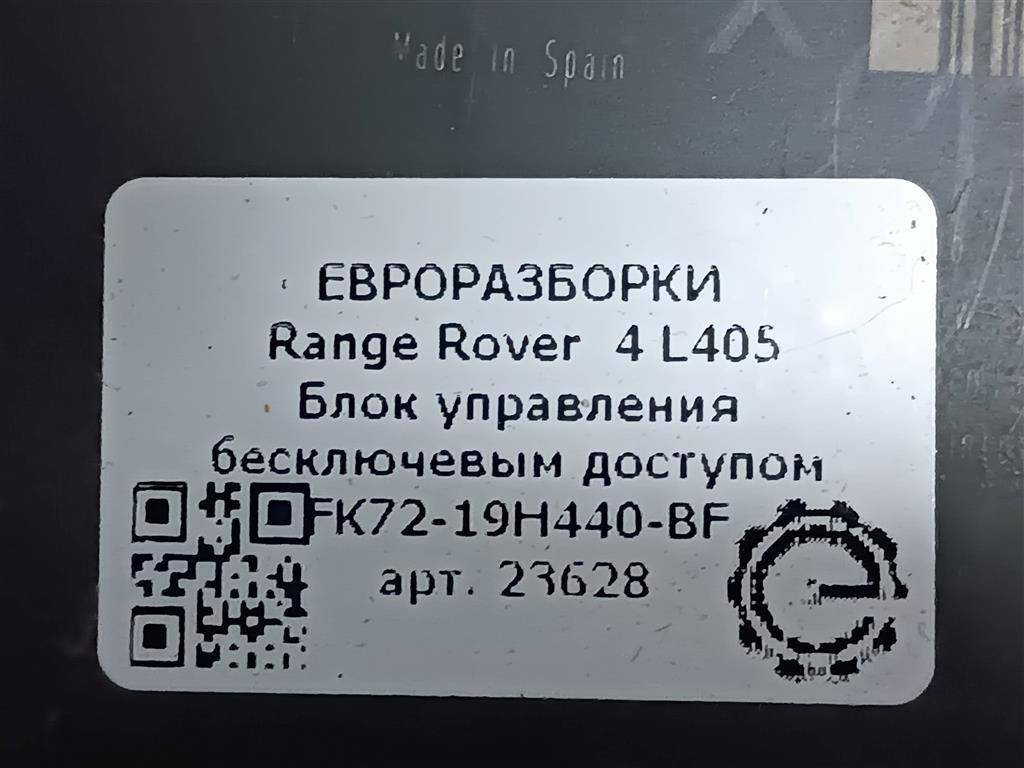 Made in Spain
ЕВРОРАЗБОРКИ
Range Rover 4 L405
Блок управления
бесключевым доступом
FK72-19H440-BF
арт. 23628